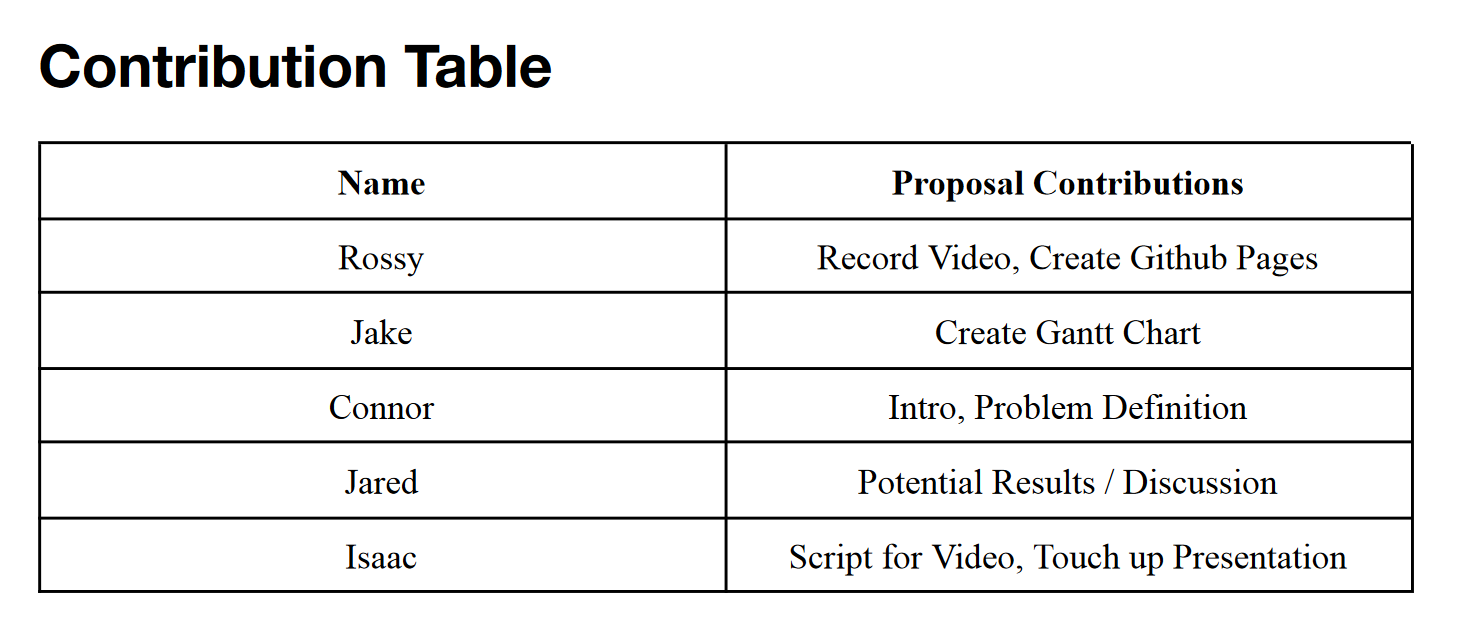 Contribution Table
Name Proposal Contributions
Rossy Record Video, Create Github Pages
Jake Create Gantt Chart
Connor Intro, Problem Definition
Jared Potential Results / Discussion
Isaac Script for Video, Touch up Presentation